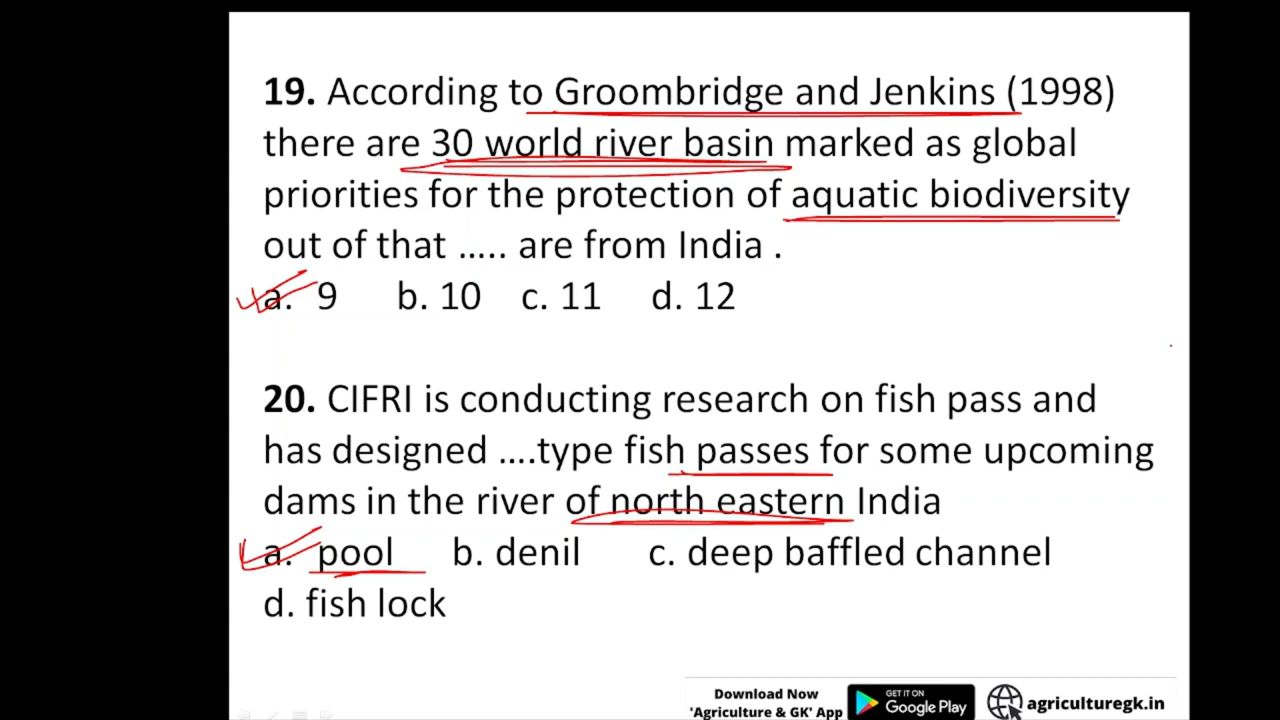 19. According to Groombridge and Jenkins (1998)
there are 30 world river basin marked as global
priorities for the protection of aquatic biodiversity
out of that ….. are from India .
a. 9 b. 10 c. 11 d. 12
20. CIFRI is conducting research on fish pass and
has designed ….type fish passes for some upcoming
dams in the river of north eastern India
a. pool b. denil c. deep baffled channel
d. fish lock
Download Now
'Agriculture & GK' App
GET IT ON
Google Play
agriculturegk.in